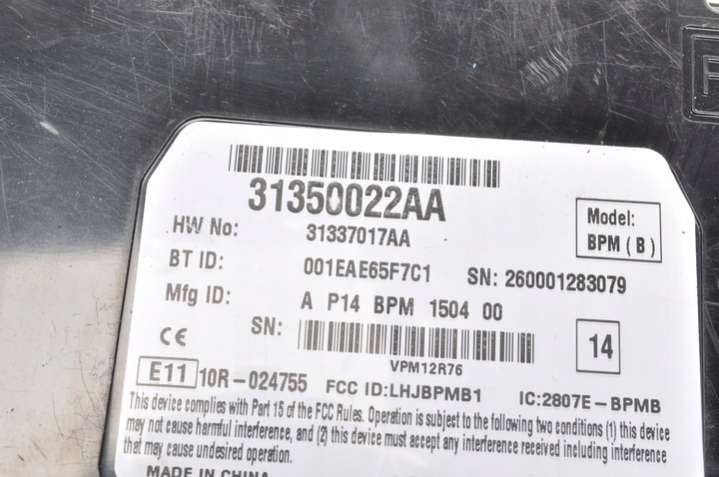 31350022AA
HW No: 31337017AA
Model:
BPM ( B )
BT ID: 001EAE65F7C1 SN: 260001283079
Mfg ID: A P14 BPM 1504 00
SN:
VPM12R76
14
CE
E11 10R-024755 FCC ID:LHJBPMB1 IC:2807E-BPMB
This device complies with Part 15 of the FCC Rules. Operation is subject to the following two conditions (1) this device
may not cause harmful interference, and (2) this device must accept any interference received including interference
that may cause undesired operation.
MADE IN CHINA